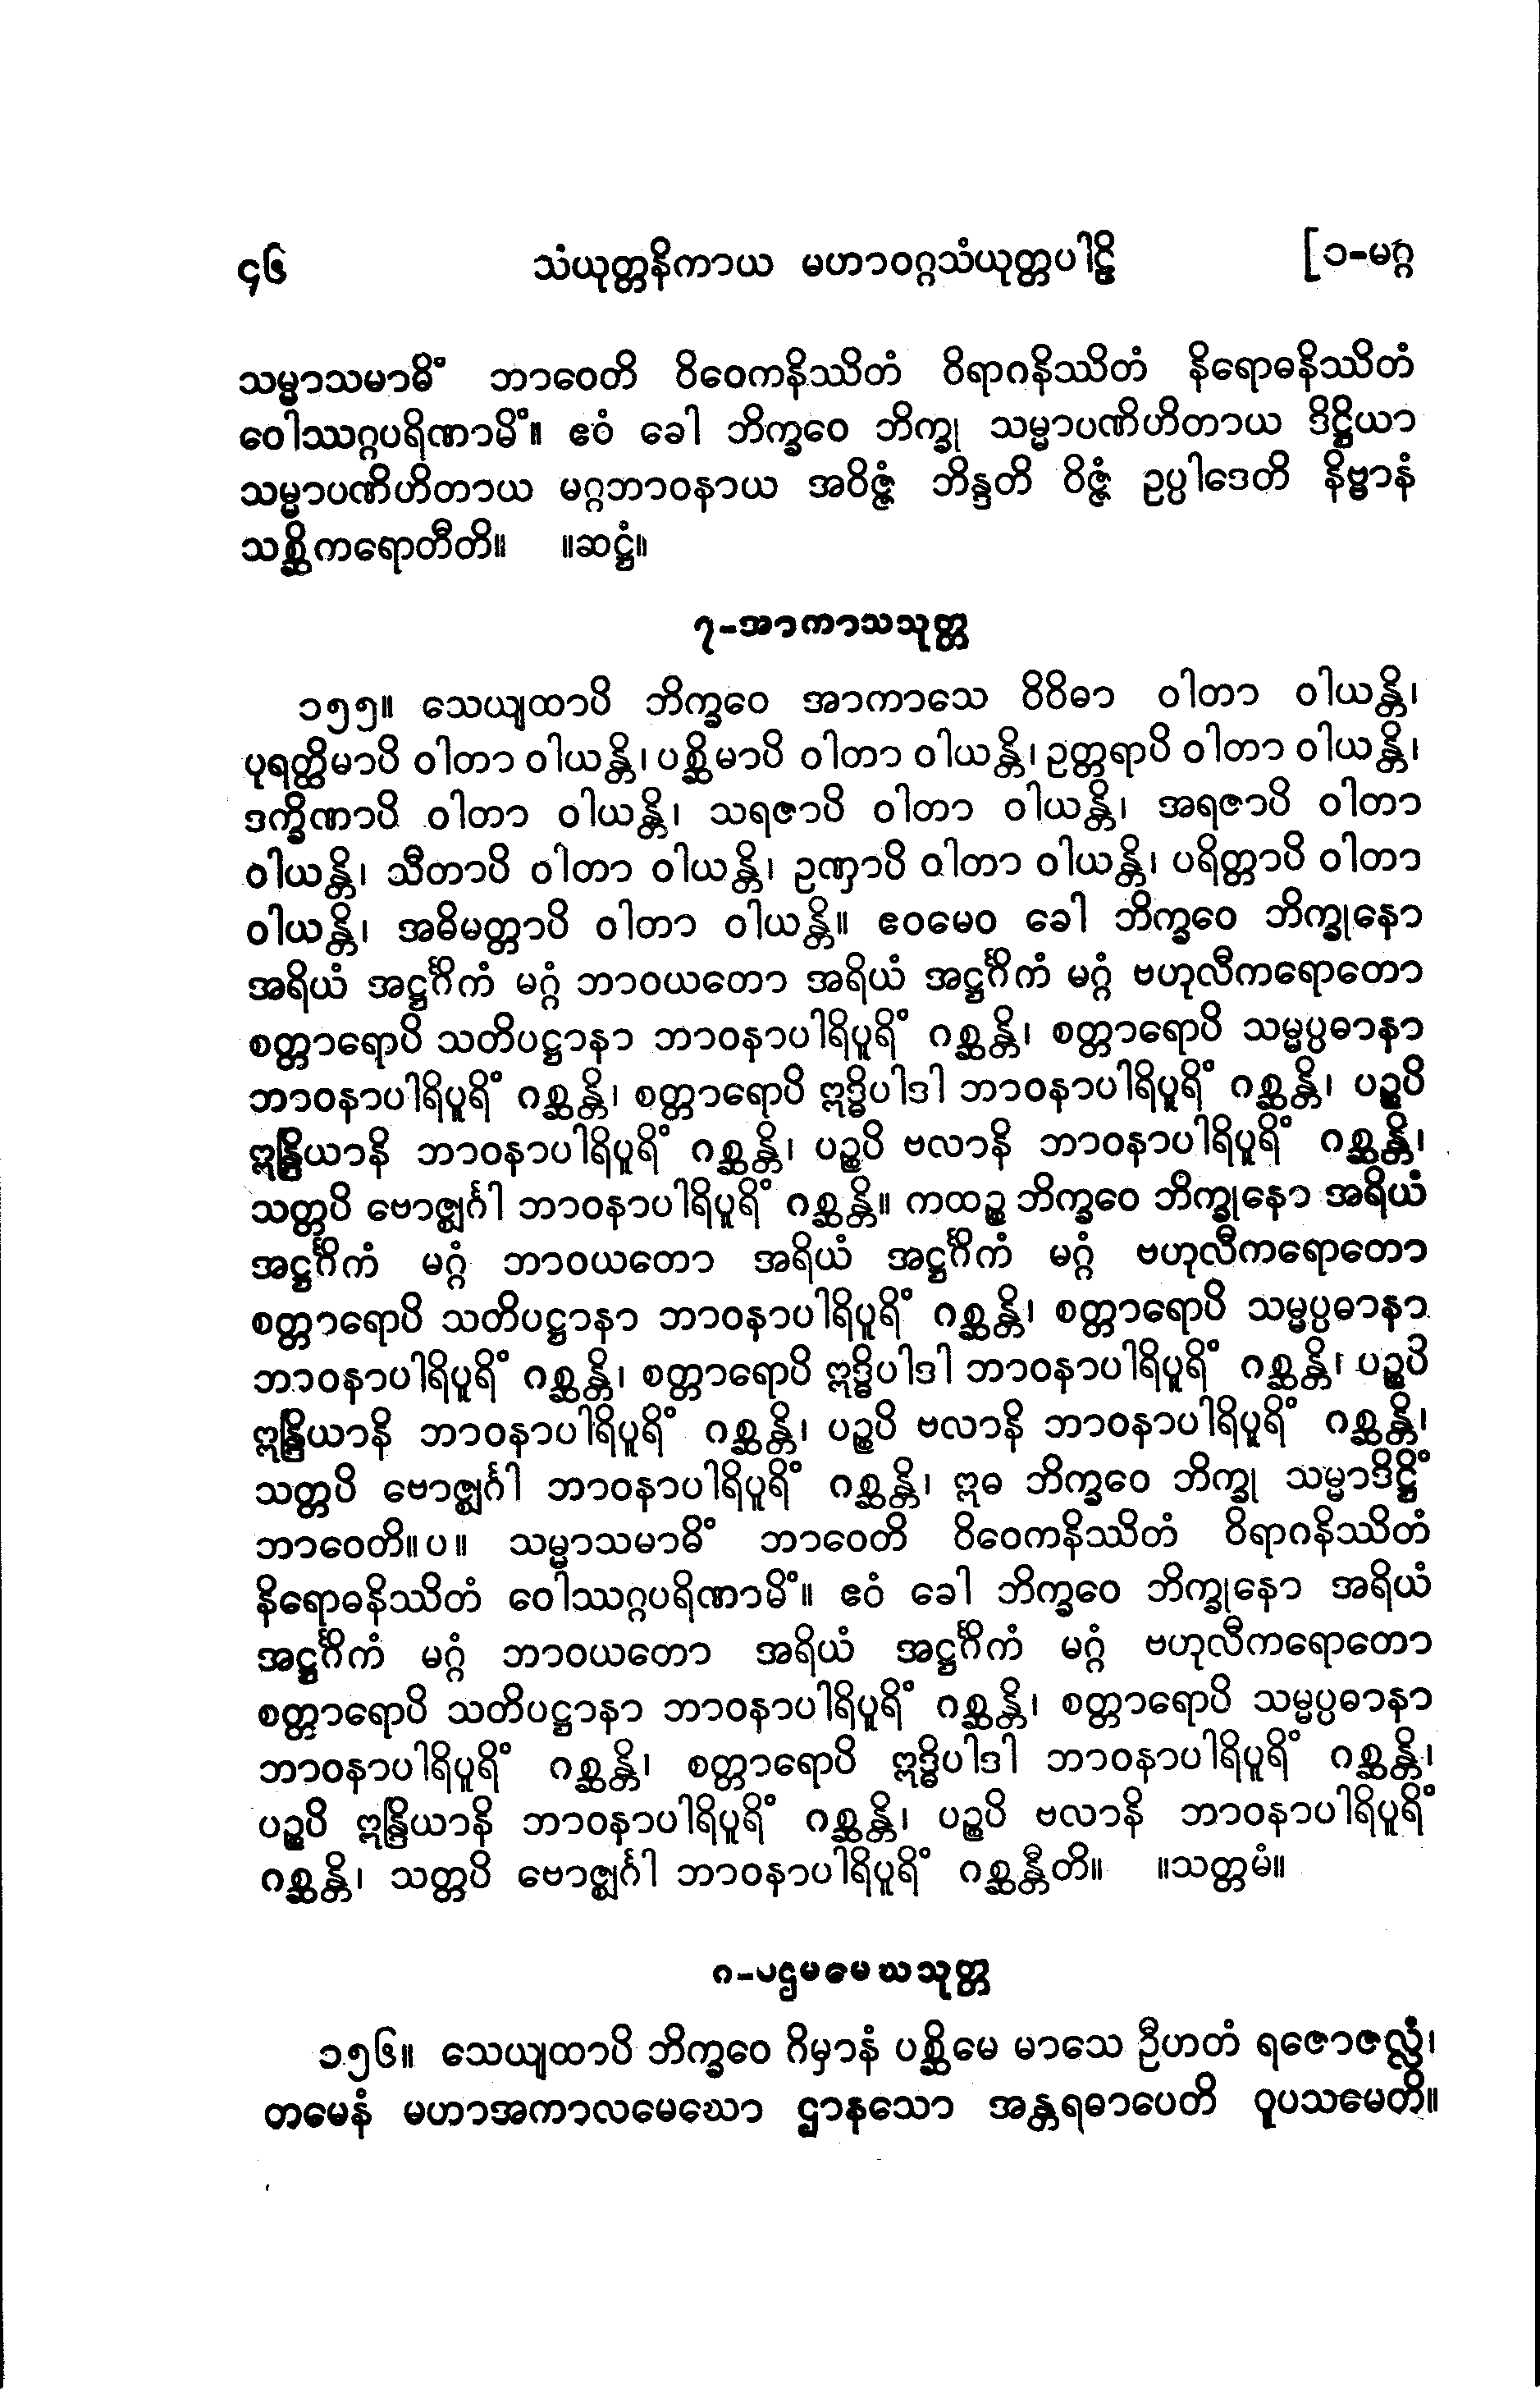 ၄၆ သံယုတ္တနိကာယ မဟာဝဂ္ဂသံယုတ္တပါဠိ [၁-မဂ္ဂ
သမ္မာသမာဓိံ ဘာဝေတိ ဝိဝေကနိဿိတံ ဝိရာဂနိဿိတံ နိရောဓနိဿိတံ
ဝေါဿဂ္ဂပရိဏာမိံ။ ဧဝံ ခေါ ဘိက္ခဝေ ဘိက္ခု သမ္မာပဏိဟိတာယ ဒိဋ္ဌိယာ
သမ္မာပဏိဟိတာယ မဂ္ဂဘာဝနာယ အဝိဇ္ဇံ ဘိန္ဒတိ ဝိဇ္ဇံ ဥပ္ပါဒေတိ နိဗ္ဗာနံ
သစ္ဆိကရောတီတိ။ ။ဆဋ္ဌံ။
၇-အာကာသသုတ္တ
၁၅၅။ သေယျထာပိ ဘိက္ခဝေ အာကာသေ ဝိဝိဓာ ဝါတာ ဝါယန္တိ၊
ပုရတ္ထိမာပိ ဝါတာ ဝါယန္တိ၊ ပစ္ဆိမာပိ ဝါတာ ဝါယန္တိ၊ ဥတ္တရာပိ ဝါတာ ဝါယန္တိ၊
ဒက္ခိဏာပိ ဝါတာ ဝါယန္တိ၊ သရဇာပိ ဝါတာ ဝါယန္တိ၊ အရဇာပိ ဝါတာ
ဝါယန္တိ၊ သီတာပိ ဝါတာ ဝါယန္တိ၊ ဥဏှာပိ ဝါတာ ဝါယန္တိ၊ ပရိတ္တာပိ ဝါတာ
ဝါယန္တိ၊ အဓိမတ္တာပိ ဝါတာ ဝါယန္တိ။ ဧဝမေဝ ခေါ ဘိက္ခဝေ ဘိက္ခုနော
အရိယံ အဋ္ဌင်္ဂိကံ မဂ္ဂံ ဘာဝယတော အရိယံ အဋ္ဌင်္ဂိကံ မဂ္ဂံ ဗဟုလီကရောတော
စတ္တာရောပိ သတိပဋ္ဌာနာ ဘာဝနာပါရိပူရိံ ဂစ္ဆန္တိ၊ စတ္တာရောပိ သမ္မပ္ပဓာနာ
ဘာဝနာပါရိပူရိံ ဂစ္ဆန္တိ၊ စတ္တာရောပိ ဣဒ္ဓိပါဒါ ဘာဝနာပါရိပူရိံ ဂစ္ဆန္တိ၊ ပဉ္စပိ
ဣန္ဒြိယာနိ ဘာဝနာပါရိပူရိံ ဂစ္ဆန္တိ၊ ပဉ္စပိ ဗလာနိ ဘာဝနာပါရိပူရိံ ဂစ္ဆန္တိ၊
သတ္တပိ ဗောဇ္ဈင်္ဂါ ဘာဝနာပါရိပူရိံ ဂစ္ဆန္တိ။ ကထဉ္စ ဘိက္ခဝေ ဘိက္ခုနော အရိယံ
အဋ္ဌင်္ဂိကံ မဂ္ဂံ ဘာဝယတော အရိယံ အဋ္ဌင်္ဂိကံ မဂ္ဂံ ဗဟုလီကရောတော
စတ္တာရောပိ သတိပဋ္ဌာနာ ဘာဝနာပါရိပူရိံ ဂစ္ဆန္တိ၊ စတ္တာရောပိ သမ္မပ္ပဓာနာ
ဘာဝနာပါရိပူရိံ ဂစ္ဆန္တိ၊ စတ္တာရောပိ ဣဒ္ဓိပါဒါ ဘာဝနာပါရိပူရိံ ဂစ္ဆန္တိ၊ ပဉ္စပိ
ဣန္ဒြိယာနိ ဘာဝနာပါရိပူရိံ ဂစ္ဆန္တိ၊ ပဉ္စပိ ဗလာနိ ဘာဝနာပါရိပူရိံ ဂစ္ဆန္တိ၊
သတ္တပိ ဗောဇ္ဈင်္ဂါ ဘာဝနာပါရိပူရိံ ဂစ္ဆန္တိ၊ ဣဓ ဘိက္ခဝေ ဘိက္ခု သမ္မာဒိဋ္ဌိံ
ဘာဝေတိ။ပ။ သမ္မာသမာဓိံ ဘာဝေတိ ဝိဝေကနိဿိတံ ဝိရာဂနိဿိတံ
နိရောဓနိဿိတံ ဝေါဿဂ္ဂပရိဏာမိံ။ ဧဝံ ခေါ ဘိက္ခဝေ ဘိက္ခုနော အရိယံ
အဋ္ဌင်္ဂိကံ မဂ္ဂံ ဘာဝယတော အရိယံ အဋ္ဌင်္ဂိကံ မဂ္ဂံ ဗဟုလီကရောတော
စတ္တာရောပိ သတိပဋ္ဌာနာ ဘာဝနာပါရိပူရိံ ဂစ္ဆန္တိ၊ စတ္တာရောပိ သမ္မပ္ပဓာနာ
ဘာဝနာပါရိပူရိံ ဂစ္ဆန္တိ၊ စတ္တာရောပိ ဣဒ္ဓိပါဒါ ဘာဝနာပါရိပူရိံ ဂစ္ဆန္တိ၊
ပဉ္စပိ ဣန္ဒြိယာနိ ဘာဝနာပါရိပူရိံ ဂစ္ဆန္တိ၊ ပဉ္စပိ ဗလာနိ ဘာဝနာပါရိပူရိံ
ဂစ္ဆန္တိ၊ သတ္တပိ ဗောဇ္ဈင်္ဂါ ဘာဝနာပါရိပူရိံ ဂစ္ဆန္တီတိ။ ။သတ္တမံ။
၈-ပဌမမေဃသုတ္တ
၁၅၆။ သေယျထာပိ ဘိက္ခဝေ ဂိမှာနံ ပစ္ဆိမေ မာသေ ဦဟတံ ရဇောဇလ္လံ၊
တမေနံ မဟာအကာလမေဃော ဌာနသော အန္တရဓာပေတိ ဝူပသမေတိ။